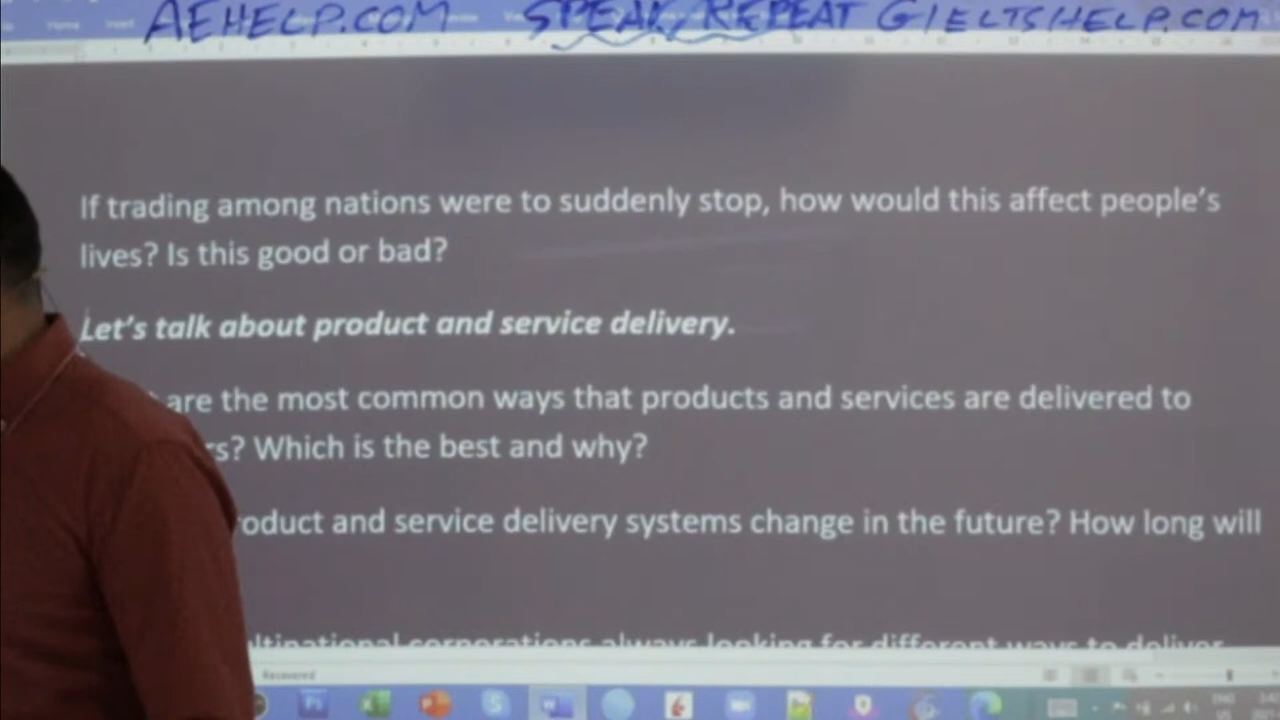 AEHELP.COM SPEAK REPEAT GIELTSHELP.COM
If trading among nations were to suddenly stop, how would this affect people's
lives? Is this good or bad?
Let's talk about product and service delivery.
are the most common ways that products and services are delivered to
? Which is the best and why?
and service delivery systems change in the future? How long will
corporations always looking for different ways to deliver
Recovered
ENG